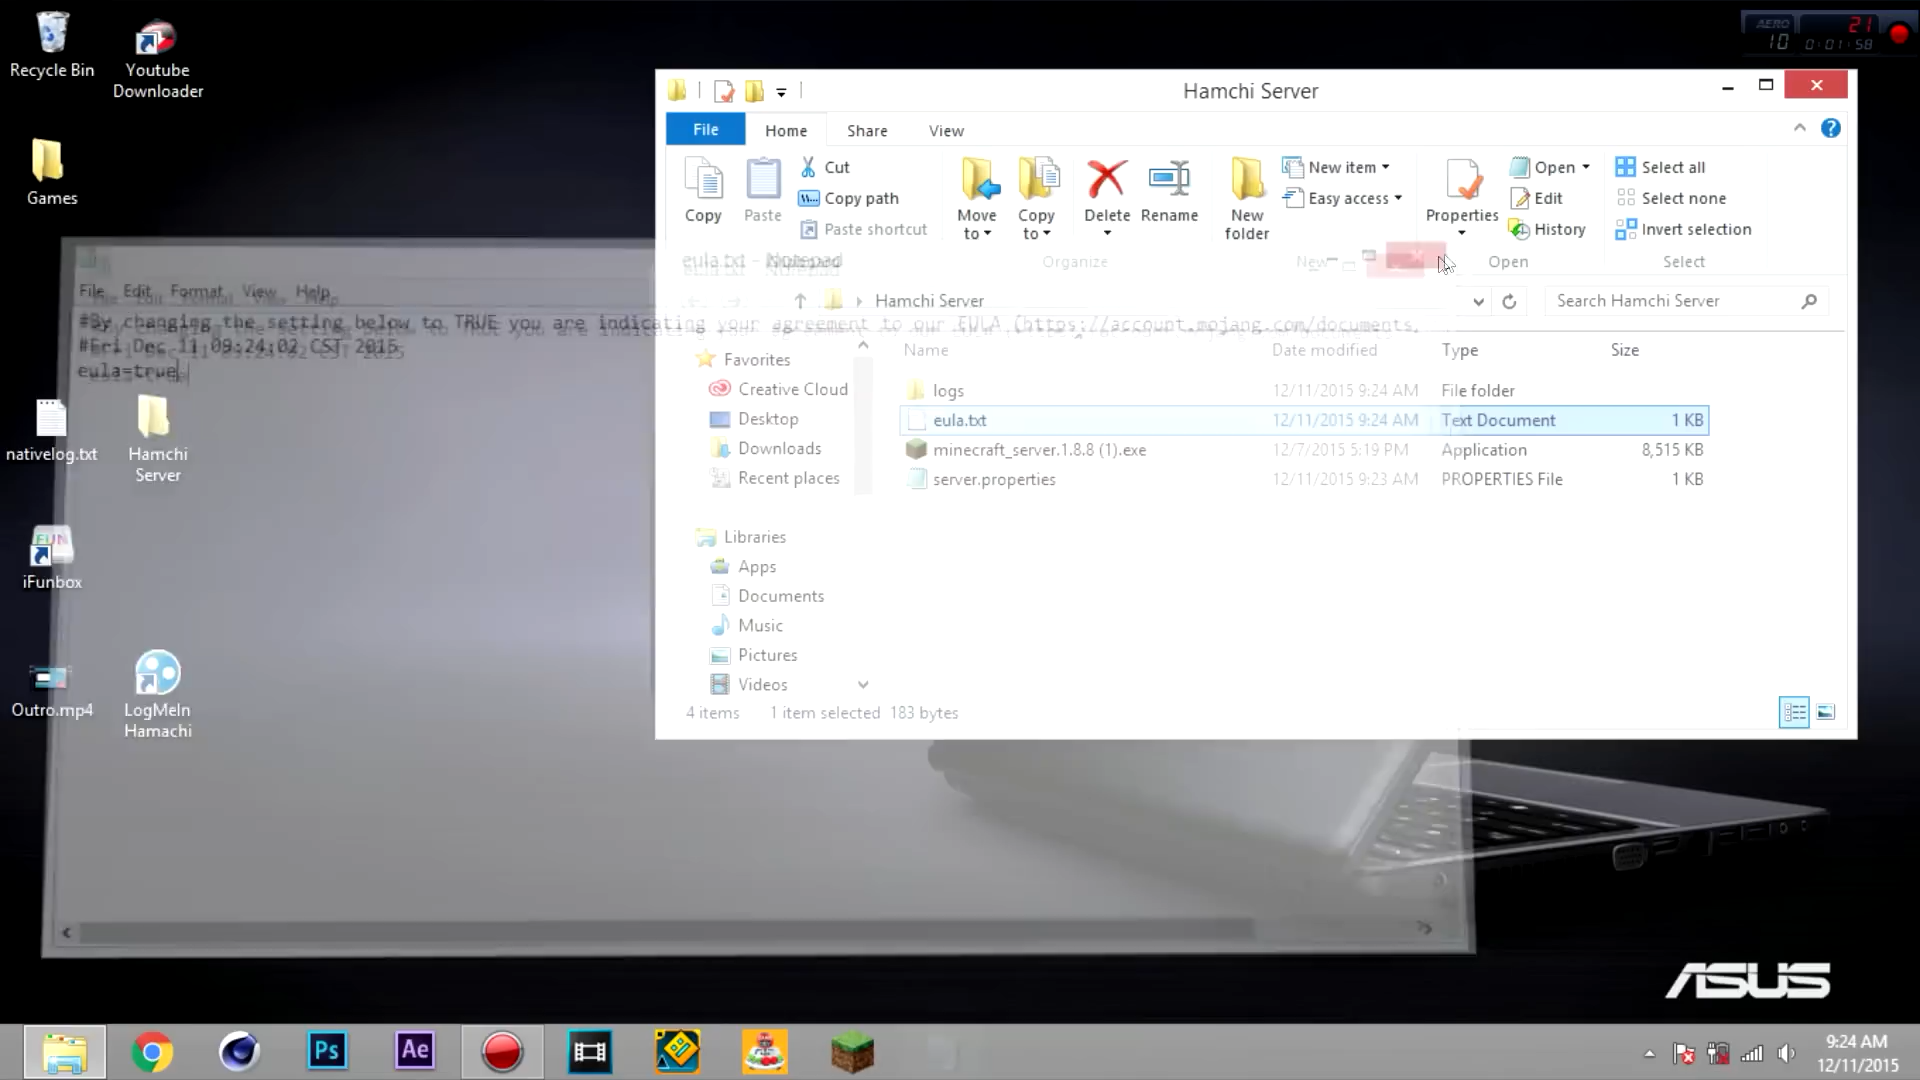 Recycle Bin
Youtube
Downloader
Games
nativelog.txt
Hamchi
Server
FUN
iFunbox
Outro.mp4
LogMeIn
Hamachi
AERO
21
10
0:01:58
Hamchi Server
File
Home
Share
View
Copy
Paste
Cut
Copy path
Paste shortcut
Move
to
Copy
to
Delete
Rename
New
folder
New item
Easy access
Properties
Open
Edit
History
Select all
Select none
Invert selection
Organize
New
Open
Select
Hamchi Server
Search Hamchi Server
Name
Date modified
Type
Size
logs
12/11/2015 9:24 AM
File folder
eula.txt
12/11/2015 9:24 AM
Text Document
1 KB
minecraft_server.1.8.8 (1).exe
12/7/2015 5:19 PM
Application
8,515 KB
server.properties
12/11/2015 9:23 AM
PROPERTIES File
1 KB
Favorites
Creative Cloud
Desktop
Downloads
Recent places
Libraries
Apps
Documents
Music
Pictures
Videos
4 items
1 item selected
183 bytes
eula.txt - Notepad
File
Edit
Format
View
Help
#By changing the setting below to TRUE you are indicating your agreement to our EULA (https://account.mojang.com/documents
#Fri Dec 11 09:24:02 CST 2015
eula=true
ASUS
Ps
Ae
9:24 AM
12/11/2015